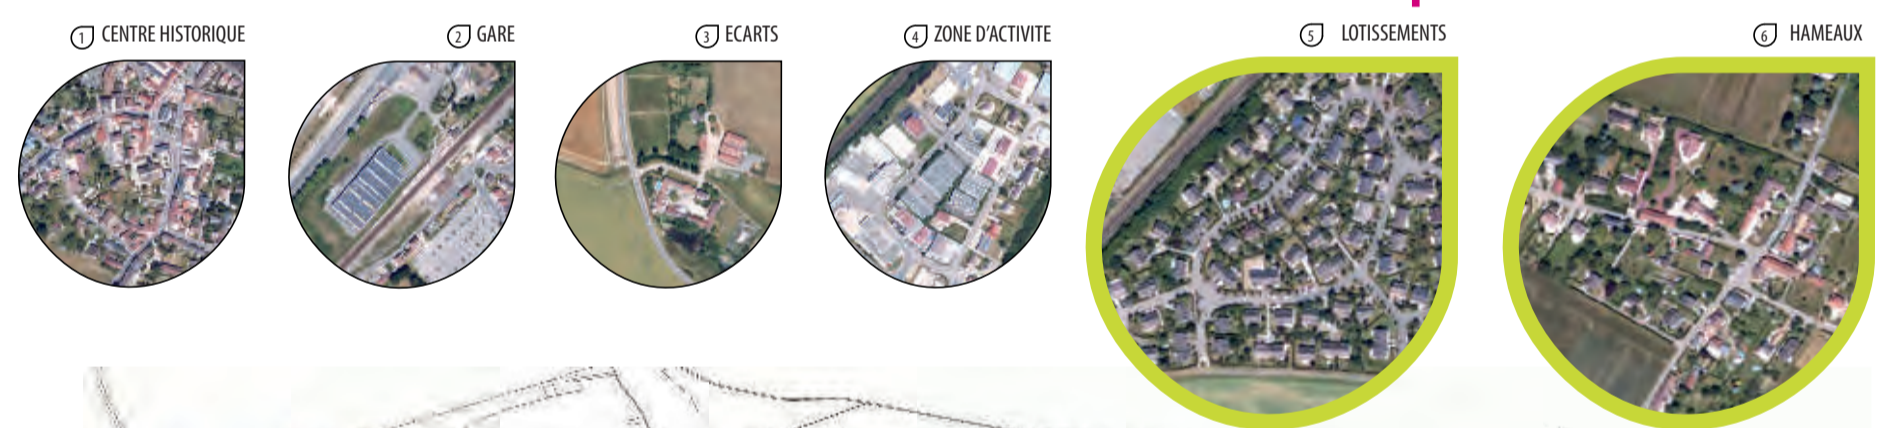 1 CENTRE HISTORIQUE
2 GARE
3 ECARTS
4 ZONE D'ACTIVITE
5 LOTISSEMENTS
6 HAMEAUX